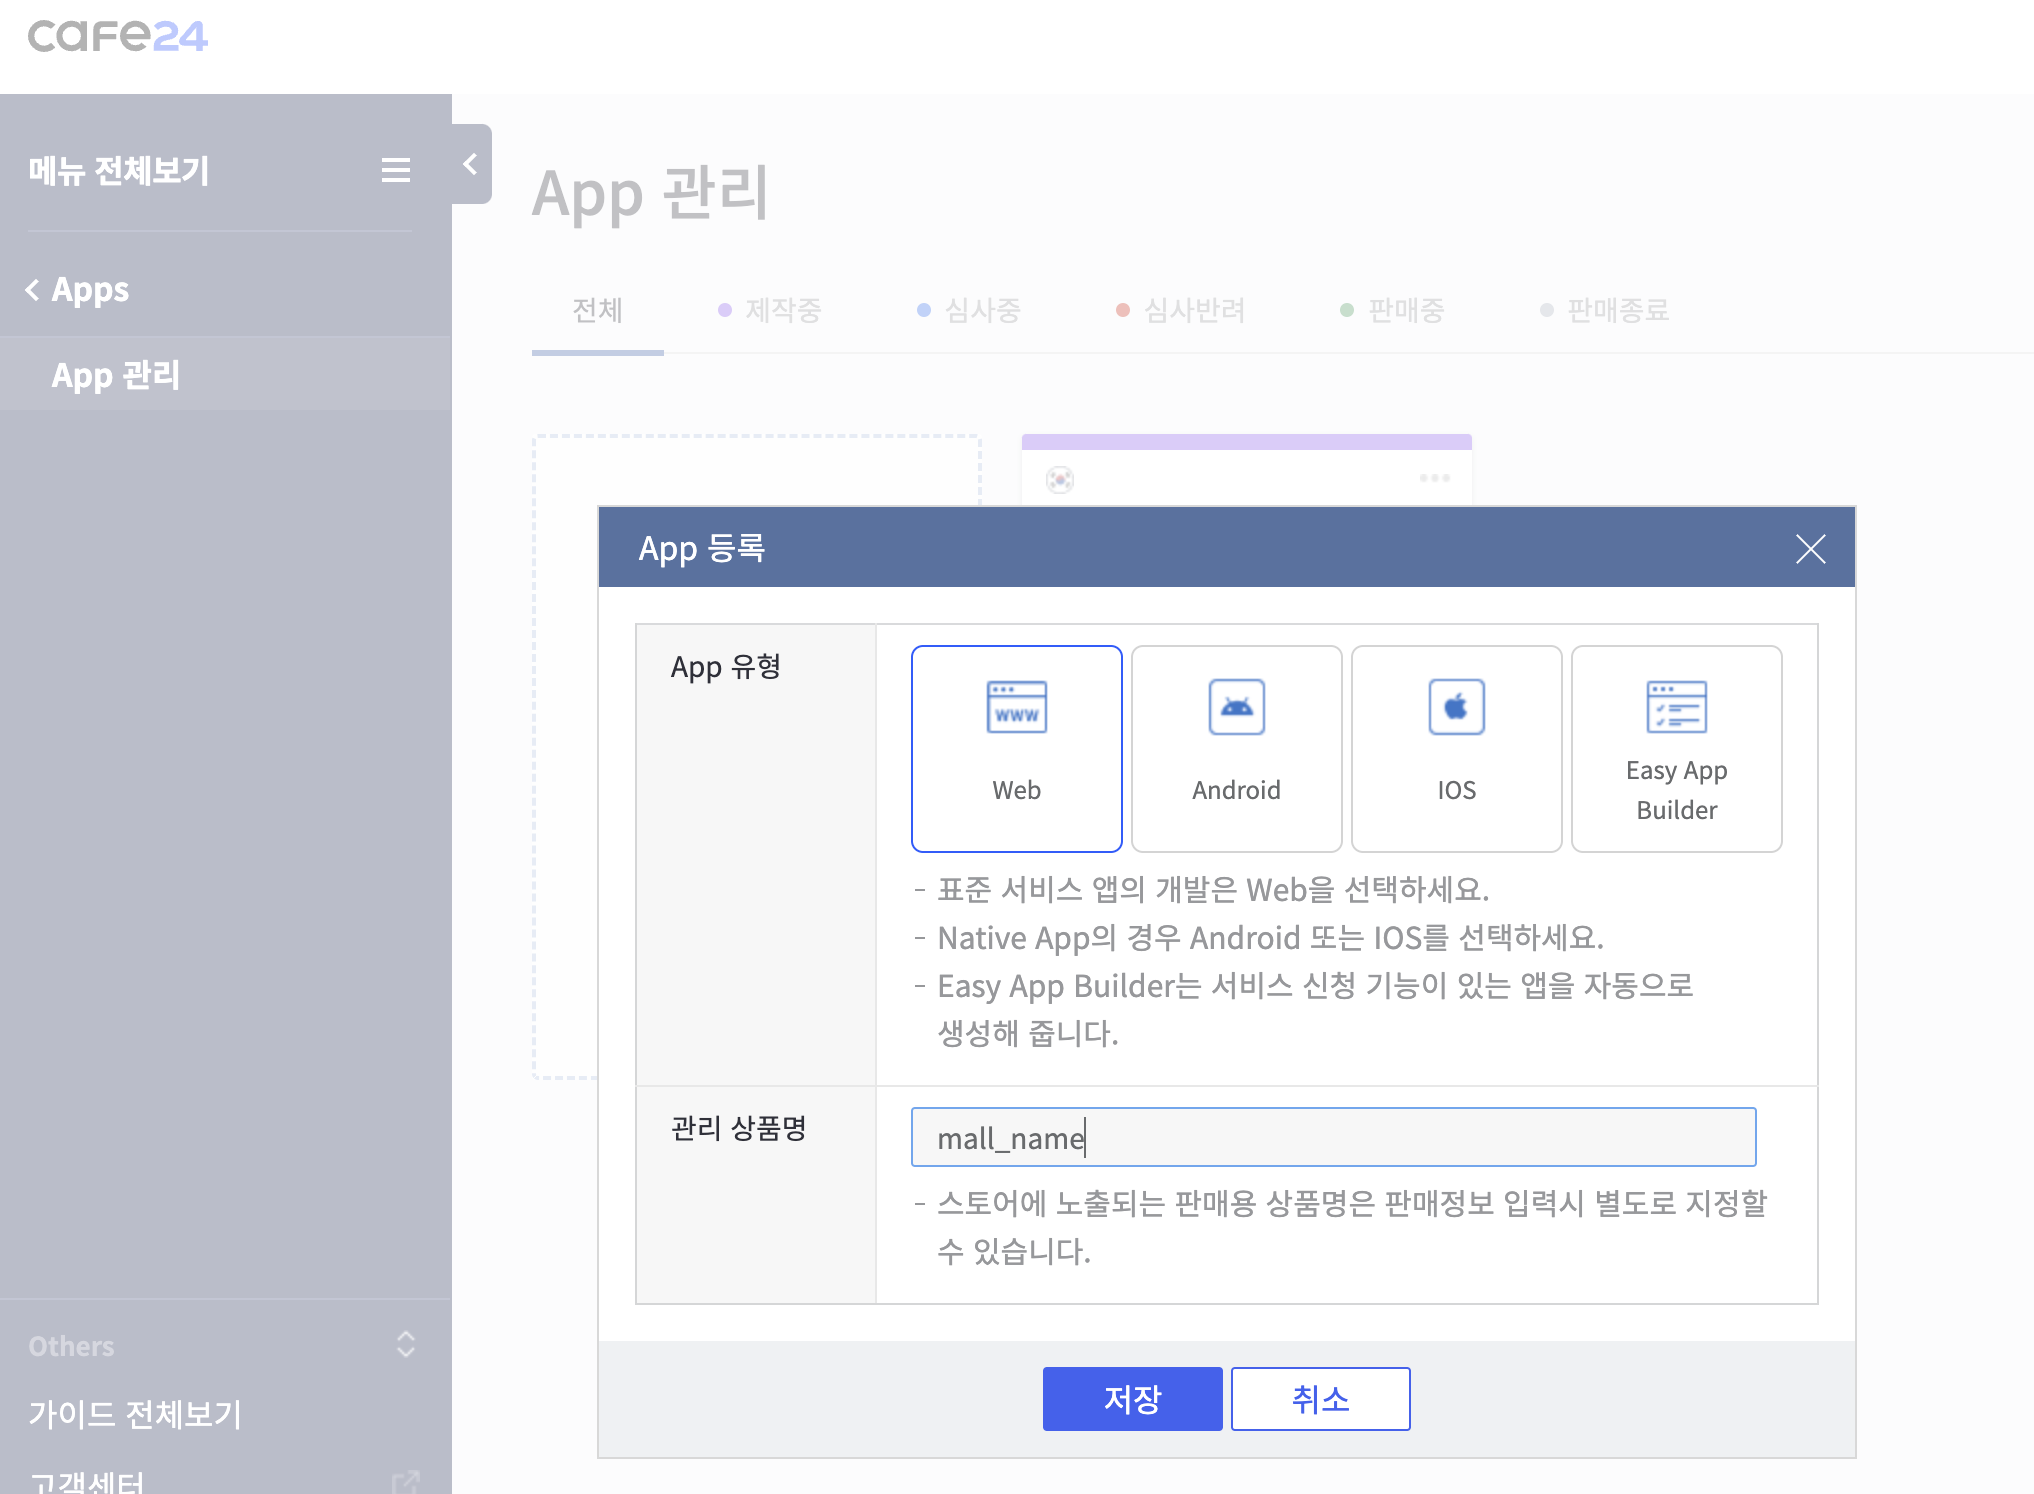 cafe24
메뉴 전체보기
Apps
App 관리
Others
가이드 전체보기
고객센터
App 관리
전체
제작중
심사중
심사반려
판매중
판매종료
App 등록
App 유형
www
Web
Android
IOS
Easy App
Builder
- 표준 서비스 앱의 개발은 Web을 선택하세요.
- Native App의 경우 Android 또는 IOS를 선택하세요.
- Easy App Builder는 서비스 신청 기능이 있는 앱을 자동으로
생성해 줍니다.
관리 상품명
mall_name
- 스토어에 노출되는 판매용 상품명은 판매정보 입력시 별도로 지정할
수 있습니다.
저장
취소